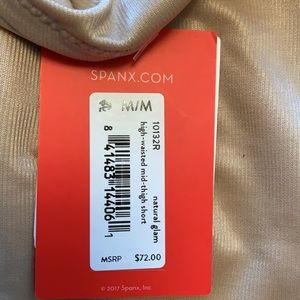 SPANX.COM
M/M
10132R
natural glam
high-waisted mid-thigh short
8 41483 14406 1
MSRP $72.00
© 2017 Spanx, Inc.